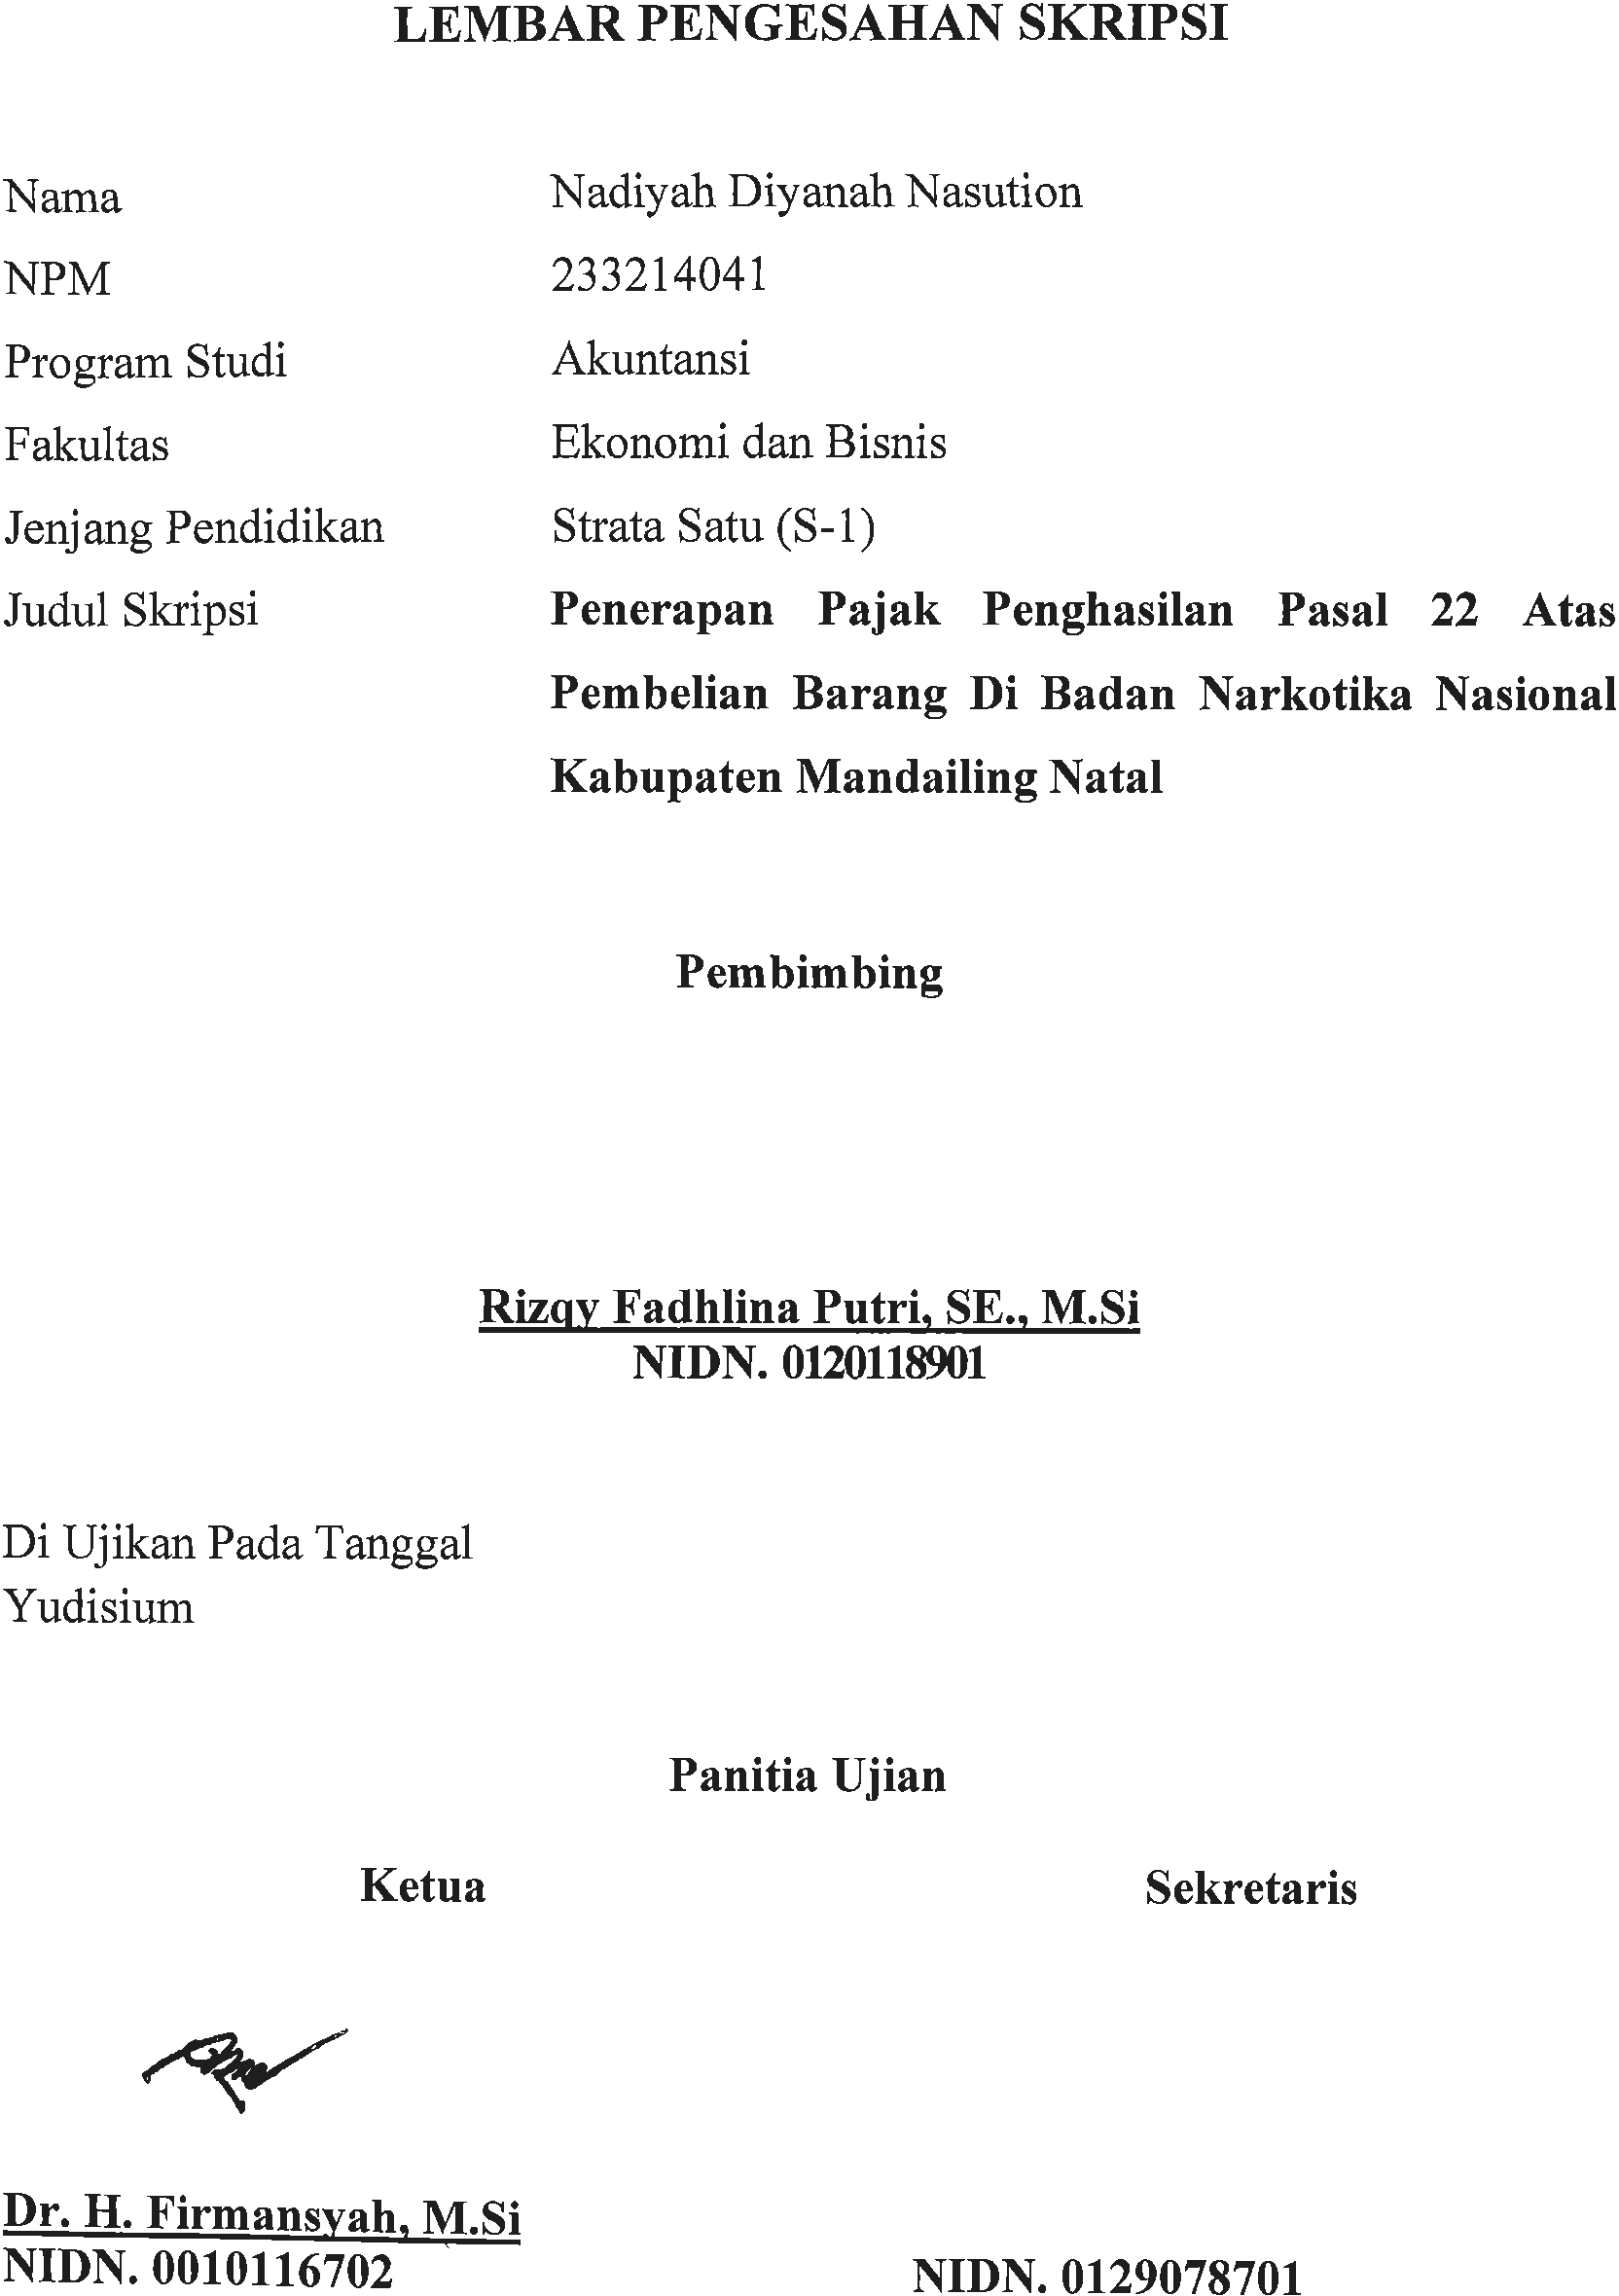 LEMBAR PENGESAHAN SKRIPSI
Nama Nadiyah Diyanah Nasution
NPM 233214041
Program Studi Akuntansi
Fakultas Ekonomi dan Bisnis
Jenjang Pendidikan Strata Satu (S-1)
Judul Skripsi Penerapan Pajak Penghasilan Pasal 22 Atas
Pembelian Barang Di Badan Narkotika Nasional
Kabupaten Mandailing Natal
Pembimbing
Rizqy Fadhlina Putri, SE., M.Si
NIDN. 0120118901
Di Ujikan Pada Tanggal
Yudisium
Panitia Ujian
Ketua Sekretaris
Dr. H. Firmansyah, M.Si
NIDN. 0010116702 NIDN. 0129078701